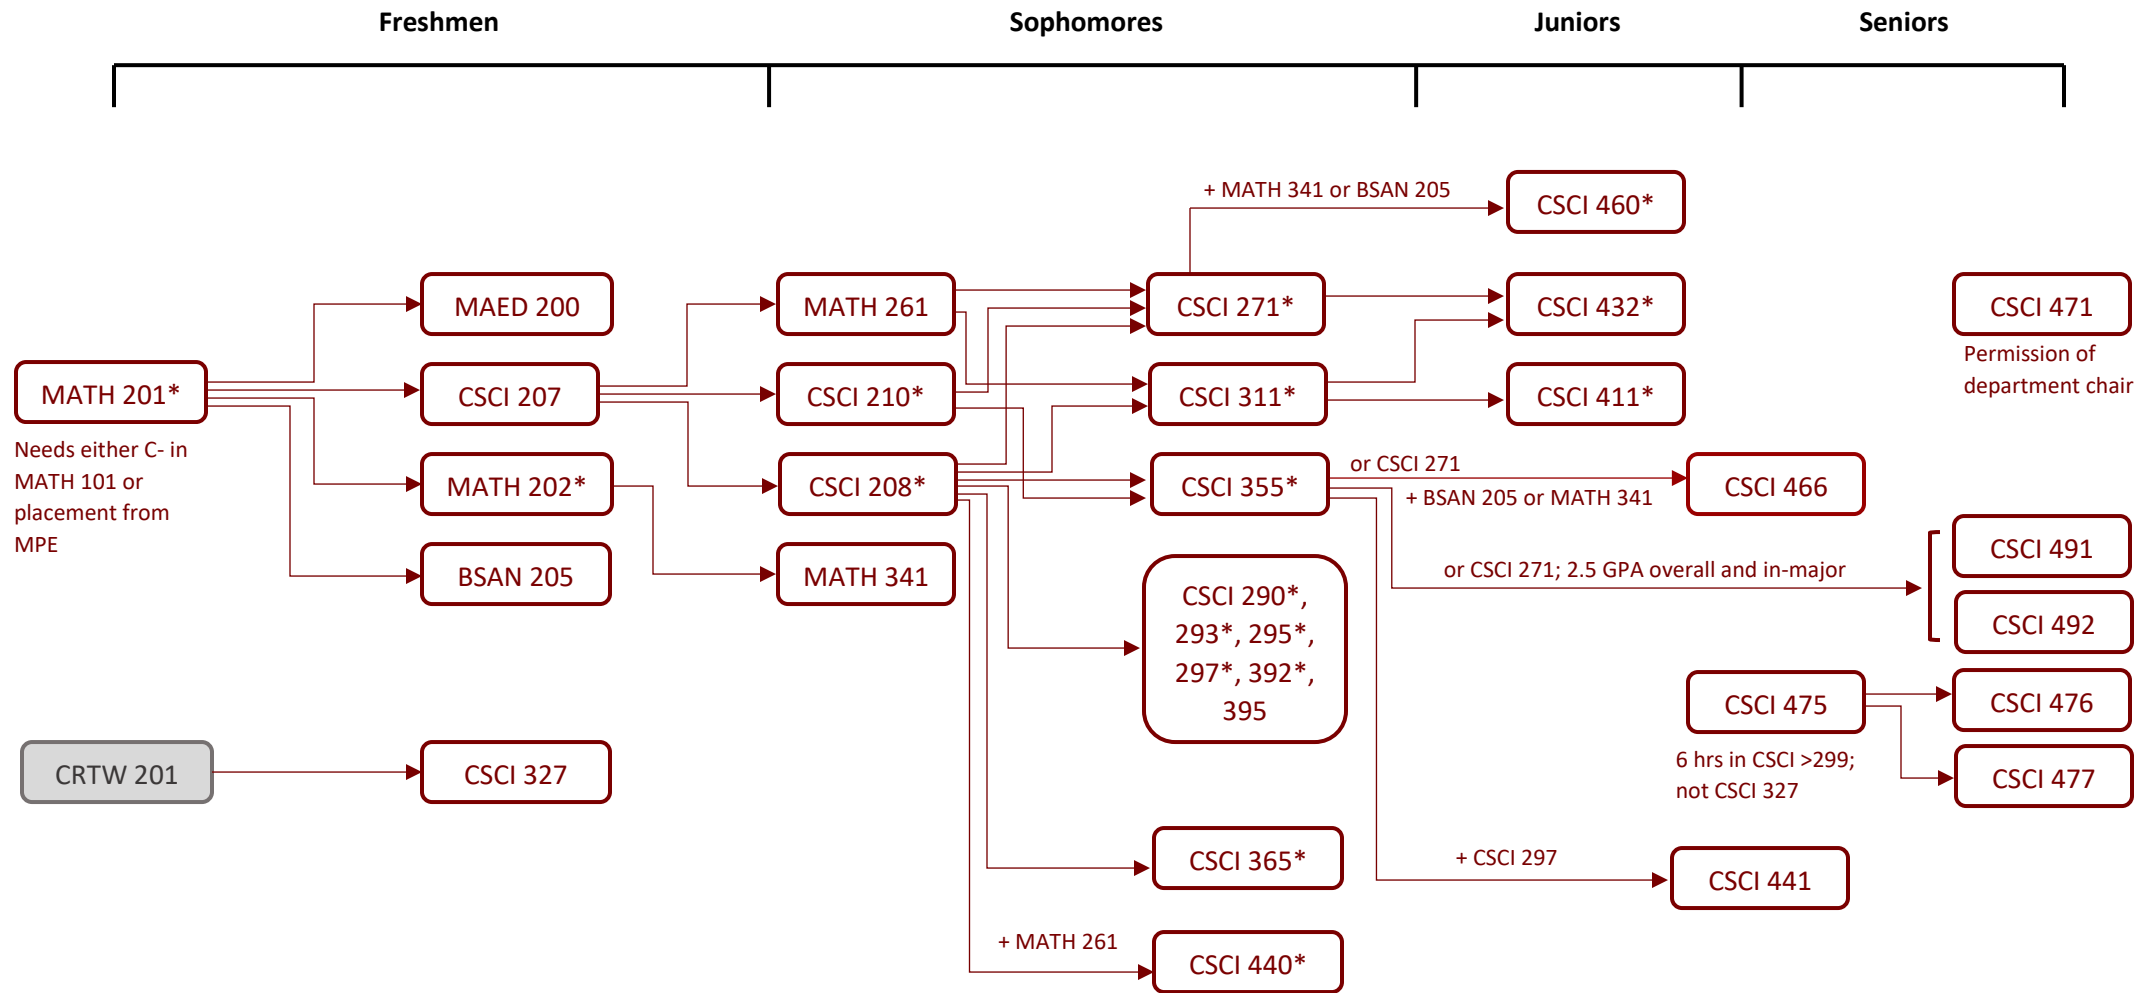 Freshmen
Sophomores
Juniors
Seniors
+ MATH 341 or BSAN 205
CSCI 460*
MAED 200
MATH 261
CSCI 271*
CSCI 432*
CSCI 471
Permission of
department chair
MATH 201*
Needs either C- in
MATH 101 or
placement from
MPE
CSCI 207
CSCI 210*
CSCI 311*
CSCI 411*
MATH 202*
CSCI 208*
CSCI 355*
or CSCI 271
+ BSAN 205 or MATH 341
CSCI 466
BSAN 205
MATH 341
or CSCI 271; 2.5 GPA overall and in-major
CSCI 491
CSCI 492
CSCI 290*,
293*, 295*,
297*, 392*,
395
CSCI 475
6 hrs in CSCI >299;
not CSCI 327
CSCI 476
CSCI 477
CRTW 201
CSCI 327
CSCI 365*
+ CSCI 297
CSCI 441
+ MATH 261
CSCI 440*